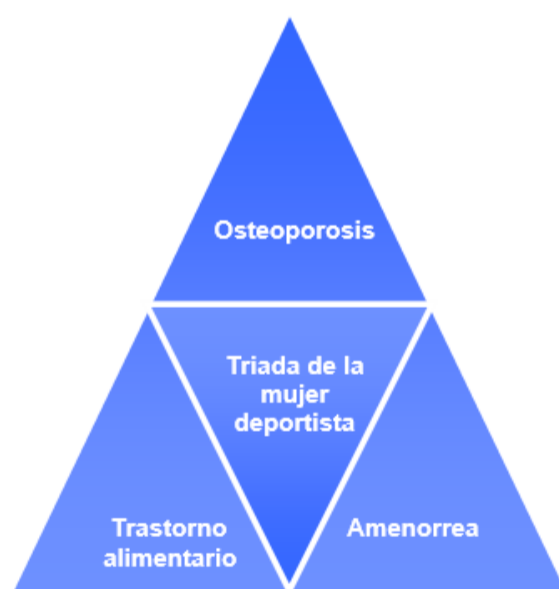 Osteoporosis
Triada de la
mujer
deportista
Trastorno
alimentario
Amenorrea